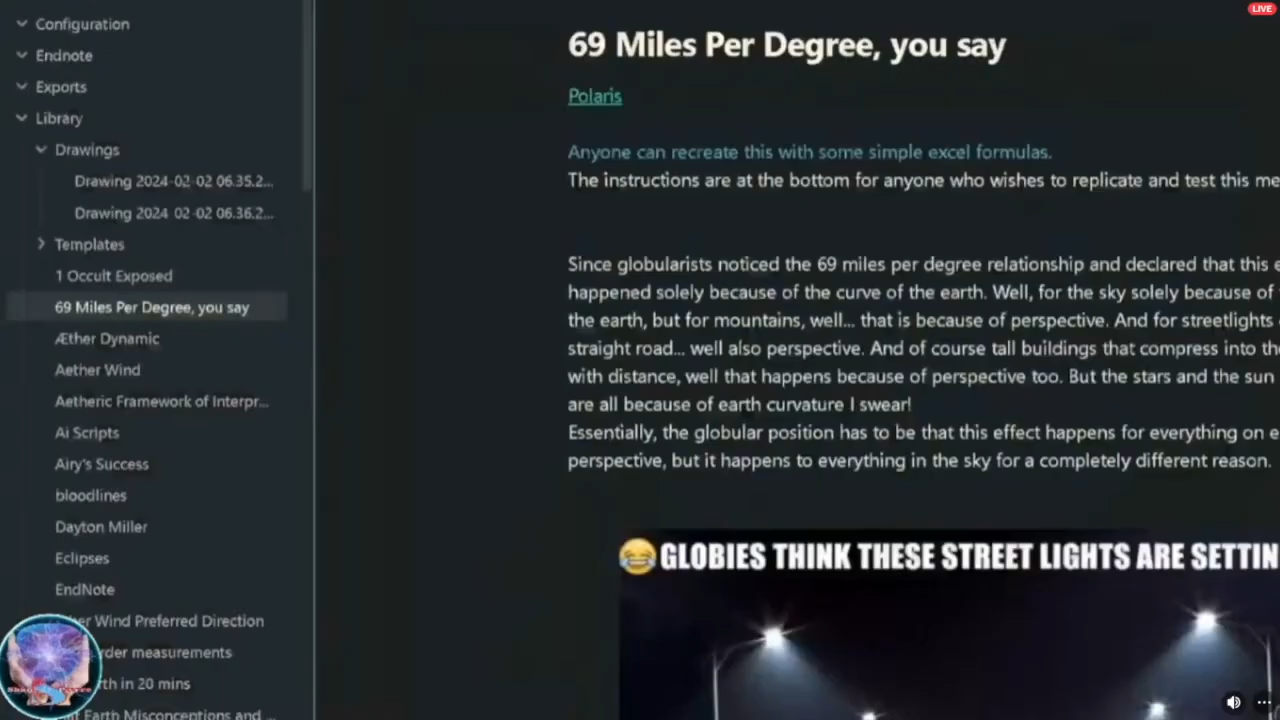 LIVE
Configuration
Endnote
Exports
Library
Drawings
Drawing 2024-02-02 06.35.2...
Drawing 2024-02-02 06.36.2...
Templates
1 Occult Exposed
69 Miles Per Degree, you say
Æther Dynamic
Aether Wind
Aetheric Framework of Interpr...
Ai Scripts
Airy's Success
bloodlines
Dayton Miller
Eclipses
EndNote
Wind Preferred Direction
measurements
in 20 mins
Earth Misconceptions and ...
69 Miles Per Degree, you say
Polaris
Anyone can recreate this with some simple excel formulas.
The instructions are at the bottom for anyone who wishes to replicate and test this me
Since globularists noticed the 69 miles per degree relationship and declared that this e
happened solely because of the curve of the earth. Well, for the sky solely because of
the earth, but for mountains, well... that is because of perspective. And for streetlights
straight road... well also perspective. And of course tall buildings that compress into the
with distance, well that happens because of perspective too. But the stars and the sun
are all because of earth curvature I swear!
Essentially, the globular position has to be that this effect happens for everything on e
perspective, but it happens to everything in the sky for a completely different reason.
GLOBIES THINK THESE STREET LIGHTS ARE SETTIN